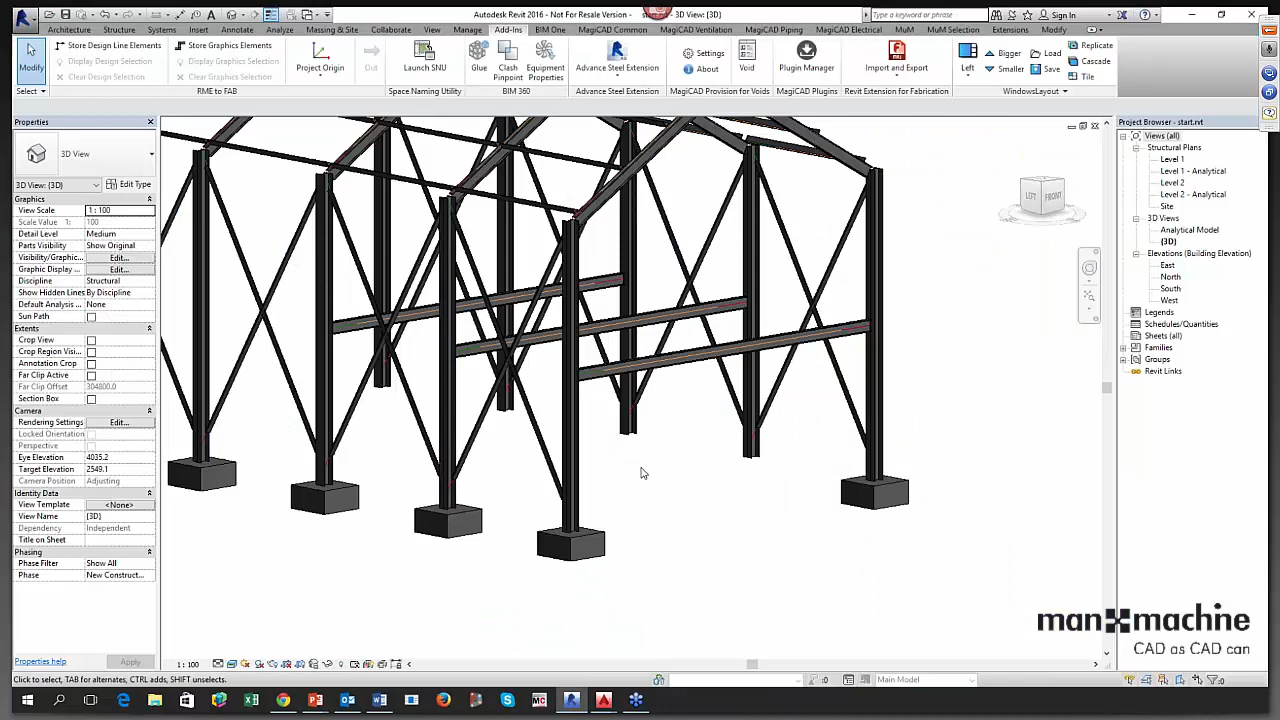 Autodesk Revit 2016 - Not For Resale Version - start.rvt - 3D View: {3D}
Type a keyword or phrase
Sign In
Architecture Structure Systems Insert Annotate Analyze Massing & Site Collaborate View Manage Add-Ins BIM One MagiCAD Common MagiCAD Ventilation MagiCAD Piping MagiCAD Electrical MuM MuM Selection Extensions Modify
Modify
Store Design Line Elements
Display Design Selection
Clear Design Selection
Store Graphics Elements
Display Graphics Selection
Clear Graphics Selection
Project Origin
Out
Launch SNU
Glue
Clash Pinpoint
Equipment Properties
Advance Steel Extension
Settings
About
Void
Plugin Manager
Import and Export
Left
Bigger
Smaller
Load
Save
Replicate
Cascade
Tile
Select RME to FAB Space Naming Utility BIM 360 Advance Steel Extension MagiCAD Provision for Voids MagiCAD Plugins Revit Extension for Fabrication WindowsLayout
Properties
3D View
3D View: {3D} Edit Type
Graphics
View Scale 1 : 100
Scale Value 1: 100
Detail Level Medium
Parts Visibility Show Original
Visibility/Graphic... Edit...
Graphic Display ... Edit...
Discipline Structural
Show Hidden Lines By Discipline
Default Analysis ... None
Sun Path
Extents
Crop View
Crop Region Visi...
Annotation Crop
Far Clip Active
Far Clip Offset 304800.0
Section Box
Camera
Rendering Settings Edit...
Locked Orientation
Perspective
Eye Elevation 4035.2
Target Elevation 2549.1
Camera Position Adjusting
Identity Data
View Template <None>
View Name {3D}
Dependency Independent
Title on Sheet
Phasing
Phase Filter Show All
Phase New Construct...
Properties help Apply
LEFT FRONT
Project Browser - start.rvt
Views (all)
Structural Plans
Level 1
Level 1 - Analytical
Level 2
Level 2 - Analytical
Site
3D Views
Analytical Model
{3D}
Elevations (Building Elevation)
East
North
South
West
Legends
Schedules/Quantities
Sheets (all)
Families
Groups
Revit Links
man machine
CAD as CAD can
1 : 100
Click to select, TAB for alternates, CTRL adds, SHIFT unselects.
:0
Main Model
:0